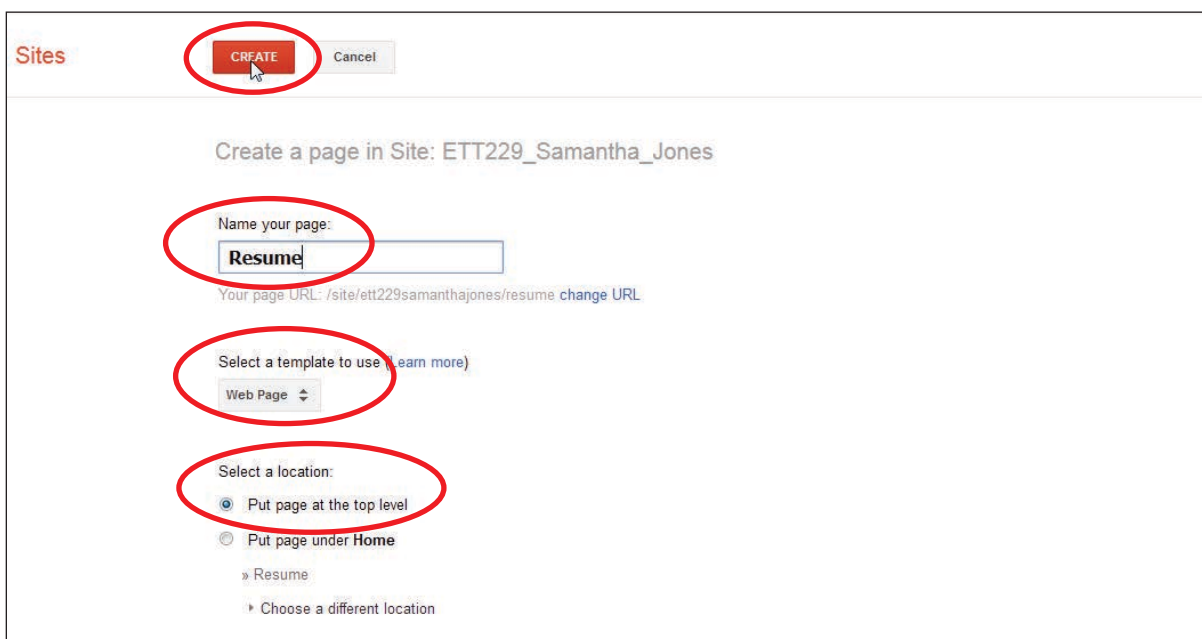 Sites
CREATE Cancel
Create a page in Site: ETT229_Samantha_Jones
Name your page:
Resume
Your page URL: /site/ett229samanthajones/resume change URL
Select a template to use (Learn more)
Web Page
Select a location:
Put page at the top level
Put page under Home
» Resume
Choose a different location